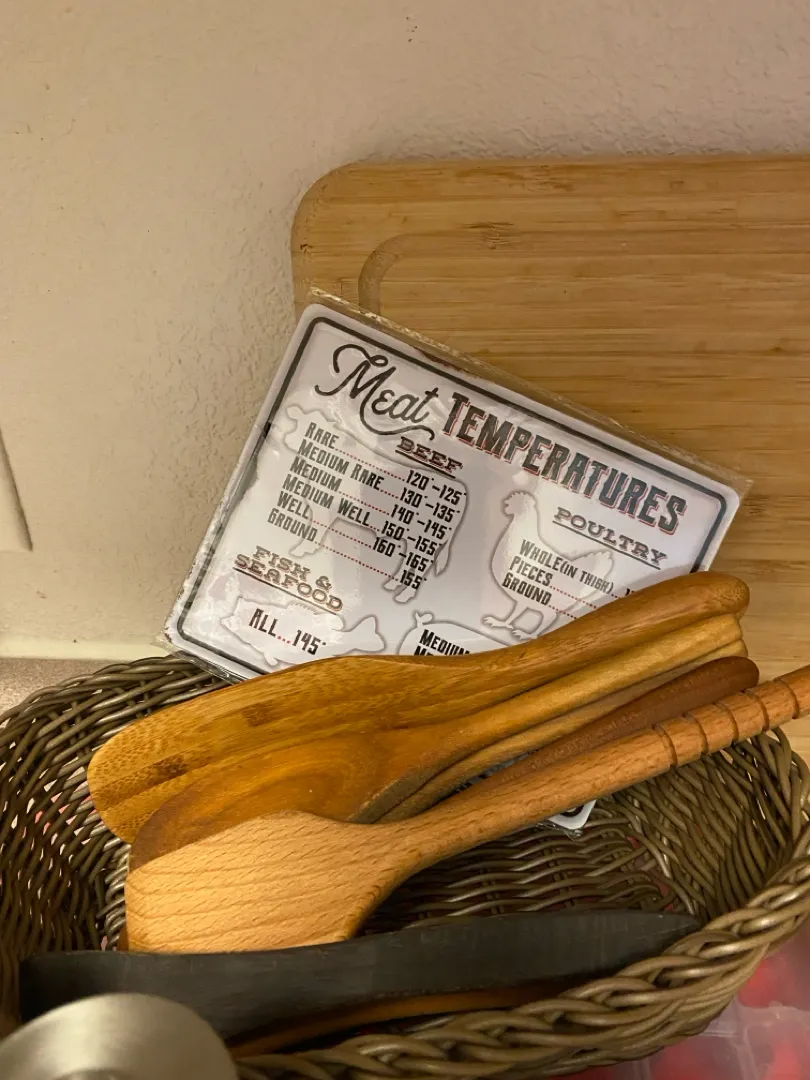 Meat TEMPERATURES
BEEF
RARE..........120°-125°
MEDIUM RARE...130°-135°
MEDIUM........140°-145°
MEDIUM WELL...150°-155°
WELL..........160°-165°
GROUND........155°
FISH &
SEAFOOD
ALL...145°
POULTRY
WHOLE(IN THIGH)
PIECES
GROUND
MEDIUM